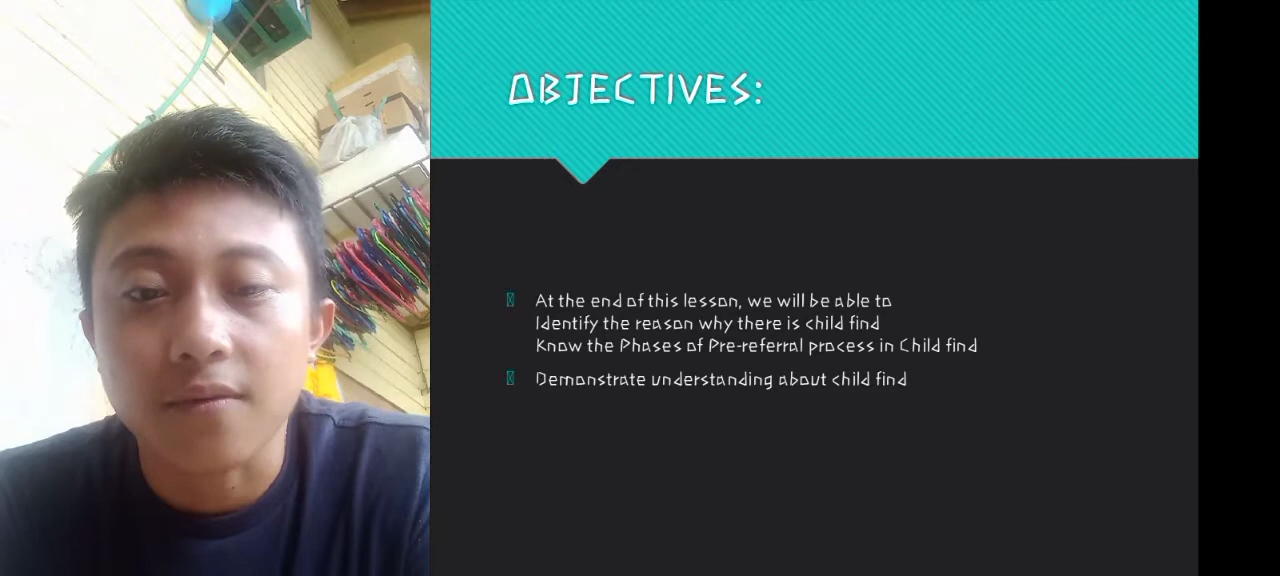 OBJECTIVES:
At the end of this lesson, we will be able to
Identify the reason why there is child find
Know the Phases of Pre-referral process in Child find
Demonstrate understanding about child find